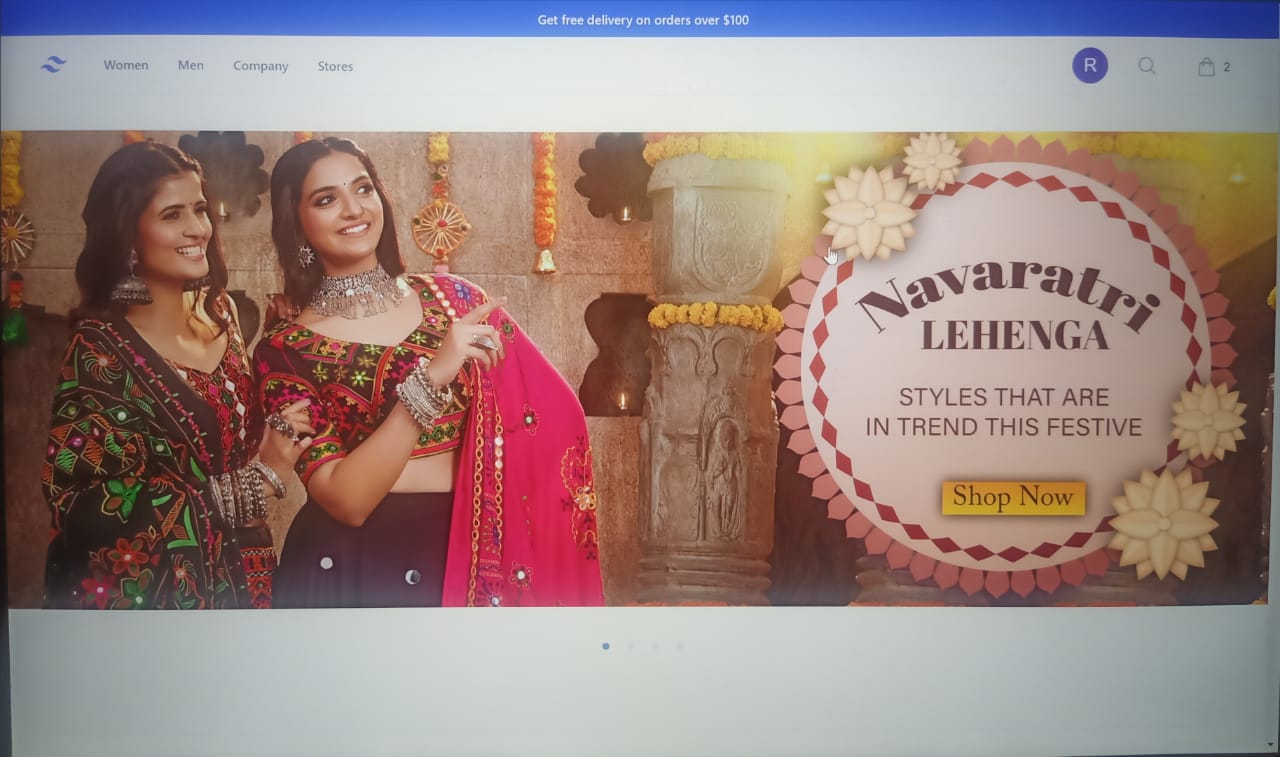 Get free delivery on orders over $100
Women Men Company Stores
R
2
Navaratri
LEHENGA
STYLES THAT ARE
IN TREND THIS FESTIVE
Shop Now